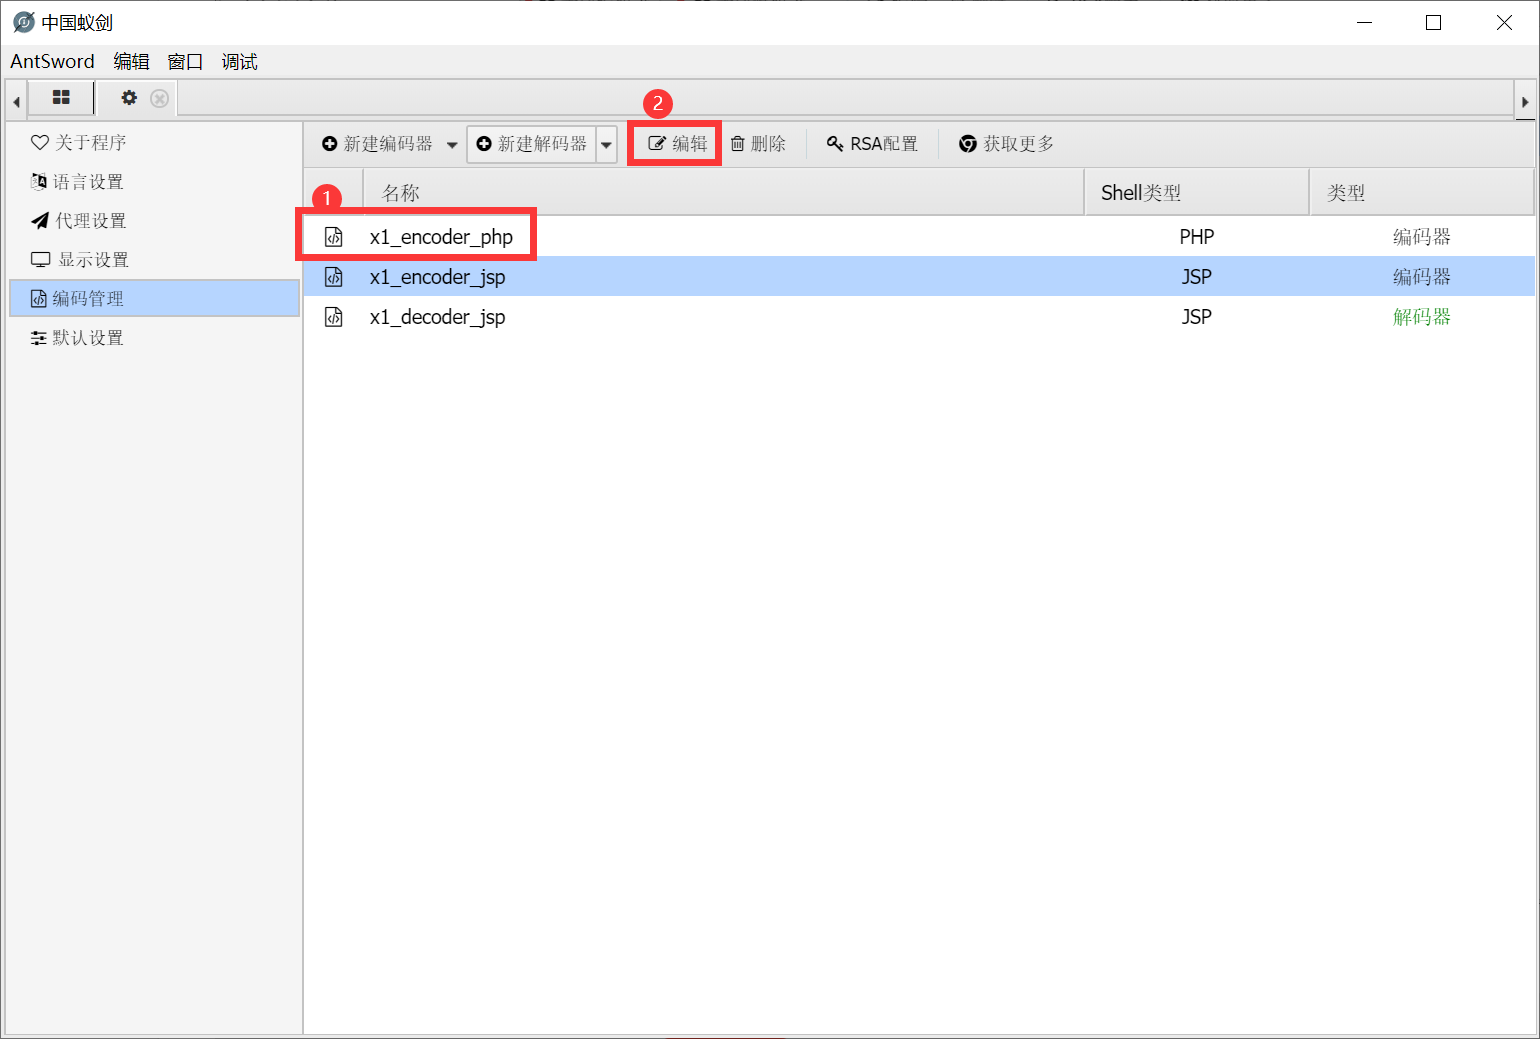 中国蚁剑
AntSword 编辑 窗口 调试
2
关于程序
语言设置
代理设置
显示设置
编码管理
默认设置
新建编码器 新建解码器 编辑 删除 RSA配置 获取更多
1
名称 Shell类型 类型
x1_encoder_php PHP 编码器
x1_encoder_jsp JSP 编码器
x1_decoder_jsp JSP 解码器